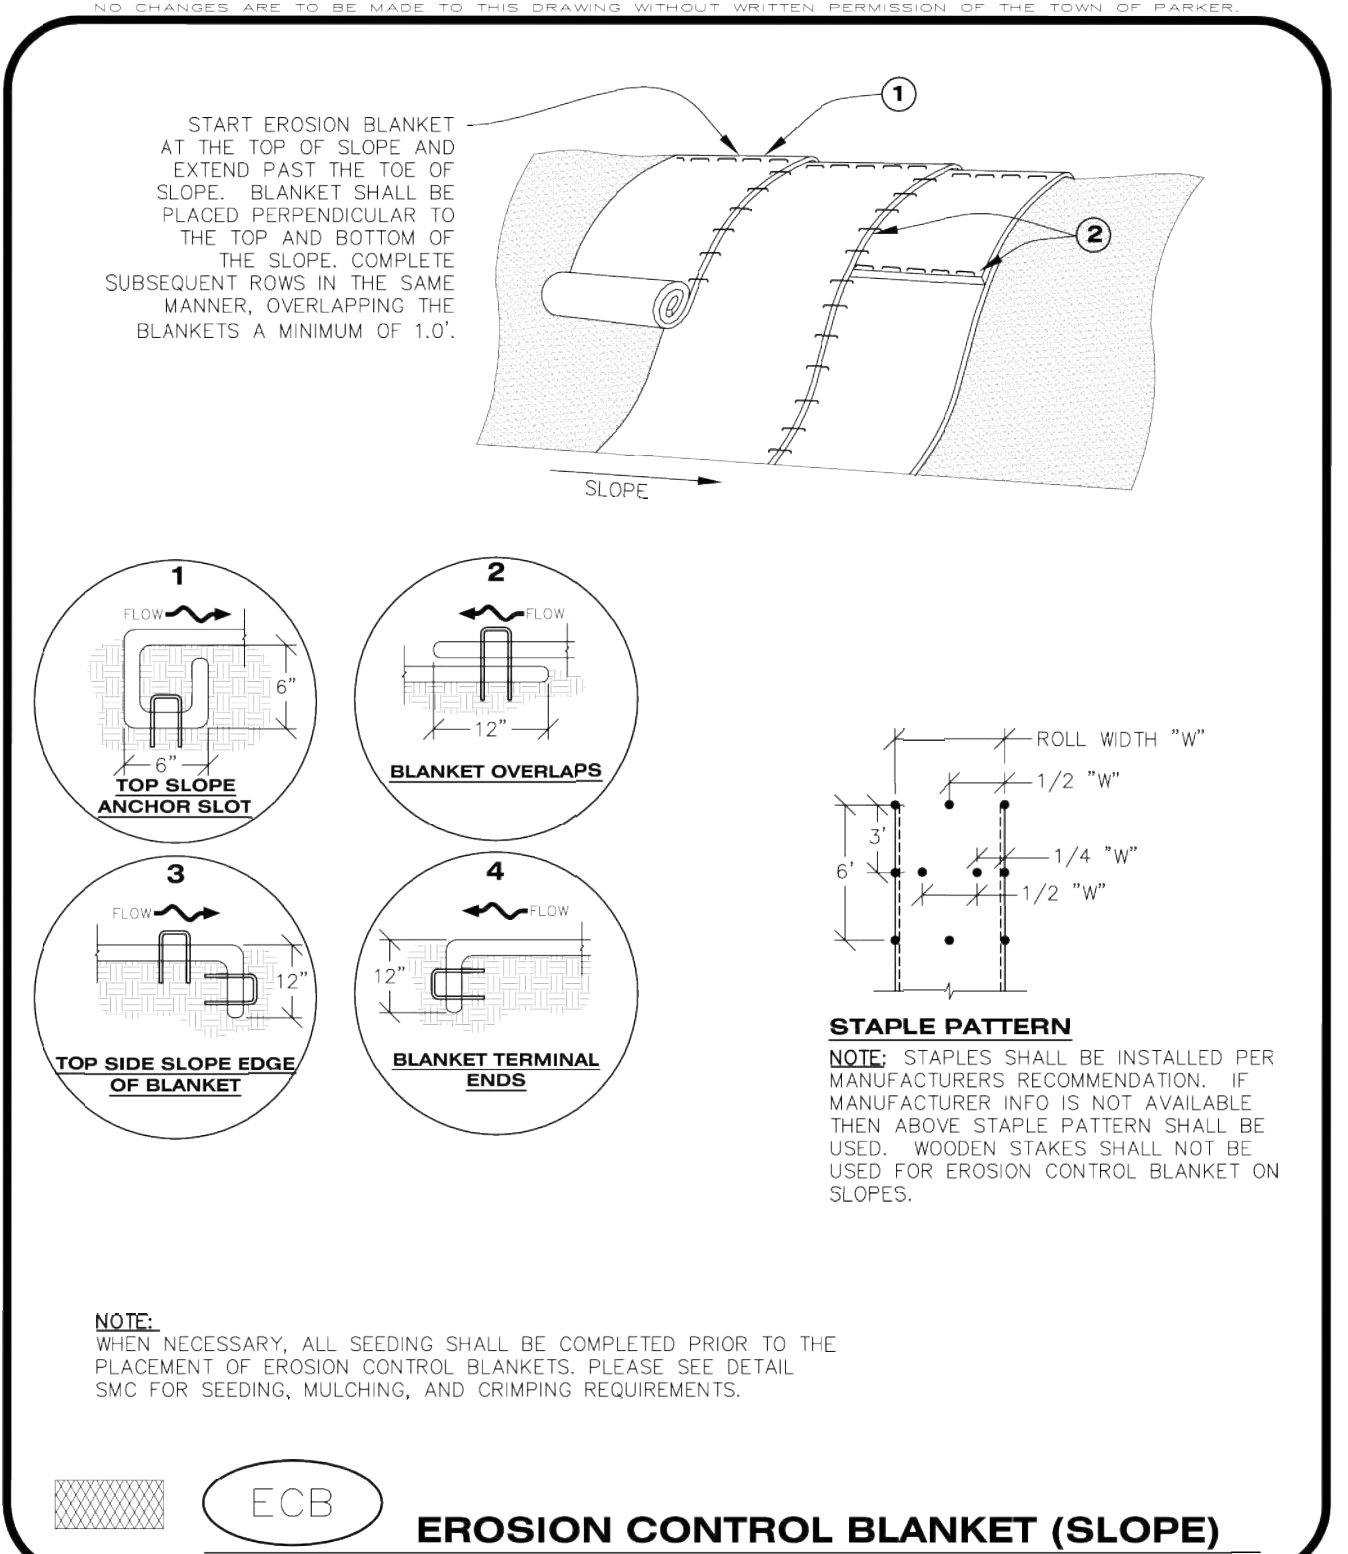 NO CHANGES ARE TO BE MADE TO THIS DRAWING WITHOUT WRITTEN PERMISSION OF THE TOWN OF PARKER.
START EROSION BLANKET
AT THE TOP OF SLOPE AND
EXTEND PAST THE TOE OF
SLOPE. BLANKET SHALL BE
PLACED PERPENDICULAR TO
THE TOP AND BOTTOM OF
THE SLOPE. COMPLETE
SUBSEQUENT ROWS IN THE SAME
MANNER, OVERLAPPING THE
BLANKETS A MINIMUM OF 1.0'.
1
2
SLOPE
1
FLOW
6"
6"
TOP SLOPE
ANCHOR SLOT
2
FLOW
12"
BLANKET OVERLAPS
3
FLOW
12"
TOP SIDE SLOPE EDGE
OF BLANKET
4
FLOW
12"
BLANKET TERMINAL
ENDS
ROLL WIDTH "W"
1/2 "W"
3'
6'
1/4 "W"
1/2 "W"
STAPLE PATTERN
NOTE: STAPLES SHALL BE INSTALLED PER
MANUFACTURERS RECOMMENDATION. IF
MANUFACTURER INFO IS NOT AVAILABLE
THEN ABOVE STAPLE PATTERN SHALL BE
USED. WOODEN STAKES SHALL NOT BE
USED FOR EROSION CONTROL BLANKET ON
SLOPES.
NOTE:
WHEN NECESSARY, ALL SEEDING SHALL BE COMPLETED PRIOR TO THE
PLACEMENT OF EROSION CONTROL BLANKETS. PLEASE SEE DETAIL
SMC FOR SEEDING, MULCHING, AND CRIMPING REQUIREMENTS.
ECB
EROSION CONTROL BLANKET (SLOPE)